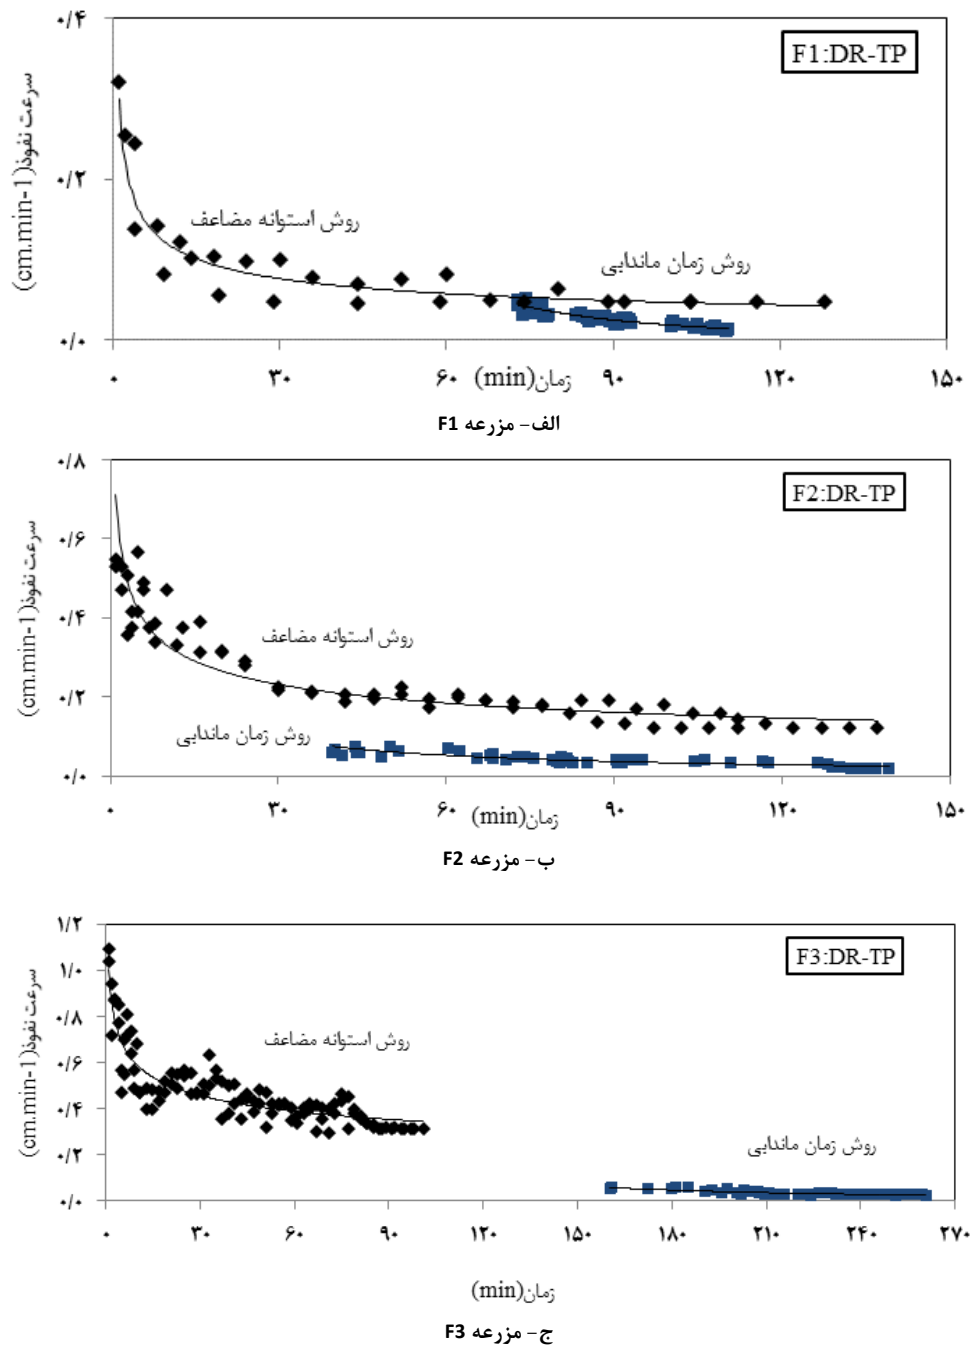 ۰/۴
F1:DR-TP
سرعت نفوذ(cm.min-1)
۰/۲
روش استوانه مضاعف
روش زمان ماندابی
۰/۰
۰ ۳۰ ۶۰ ۹۰ ۱۲۰ ۱۵۰
زمان(min)
الف- مزرعه F1
۰/۸
F2:DR-TP
سرعت نفوذ(cm.min-1)
۰/۶
۰/۴
روش استوانه مضاعف
۰/۲
روش زمان ماندابی
۰/۰
۰ ۳۰ ۶۰ ۹۰ ۱۲۰ ۱۵۰
زمان(min)
ب- مزرعه F2
۱/۲
F3:DR-TP
سرعت نفوذ(cm.min-1)
۱/۰
۰/۸
روش استوانه مضاعف
۰/۶
۰/۴
۰/۲
روش زمان ماندابی
۰/۰
۰ ۳۰ ۶۰ ۹۰ ۱۲۰ ۱۵۰ ۱۸۰ ۲۱۰ ۲۴۰ ۲۷۰
زمان(min)
ج- مزرعه F3